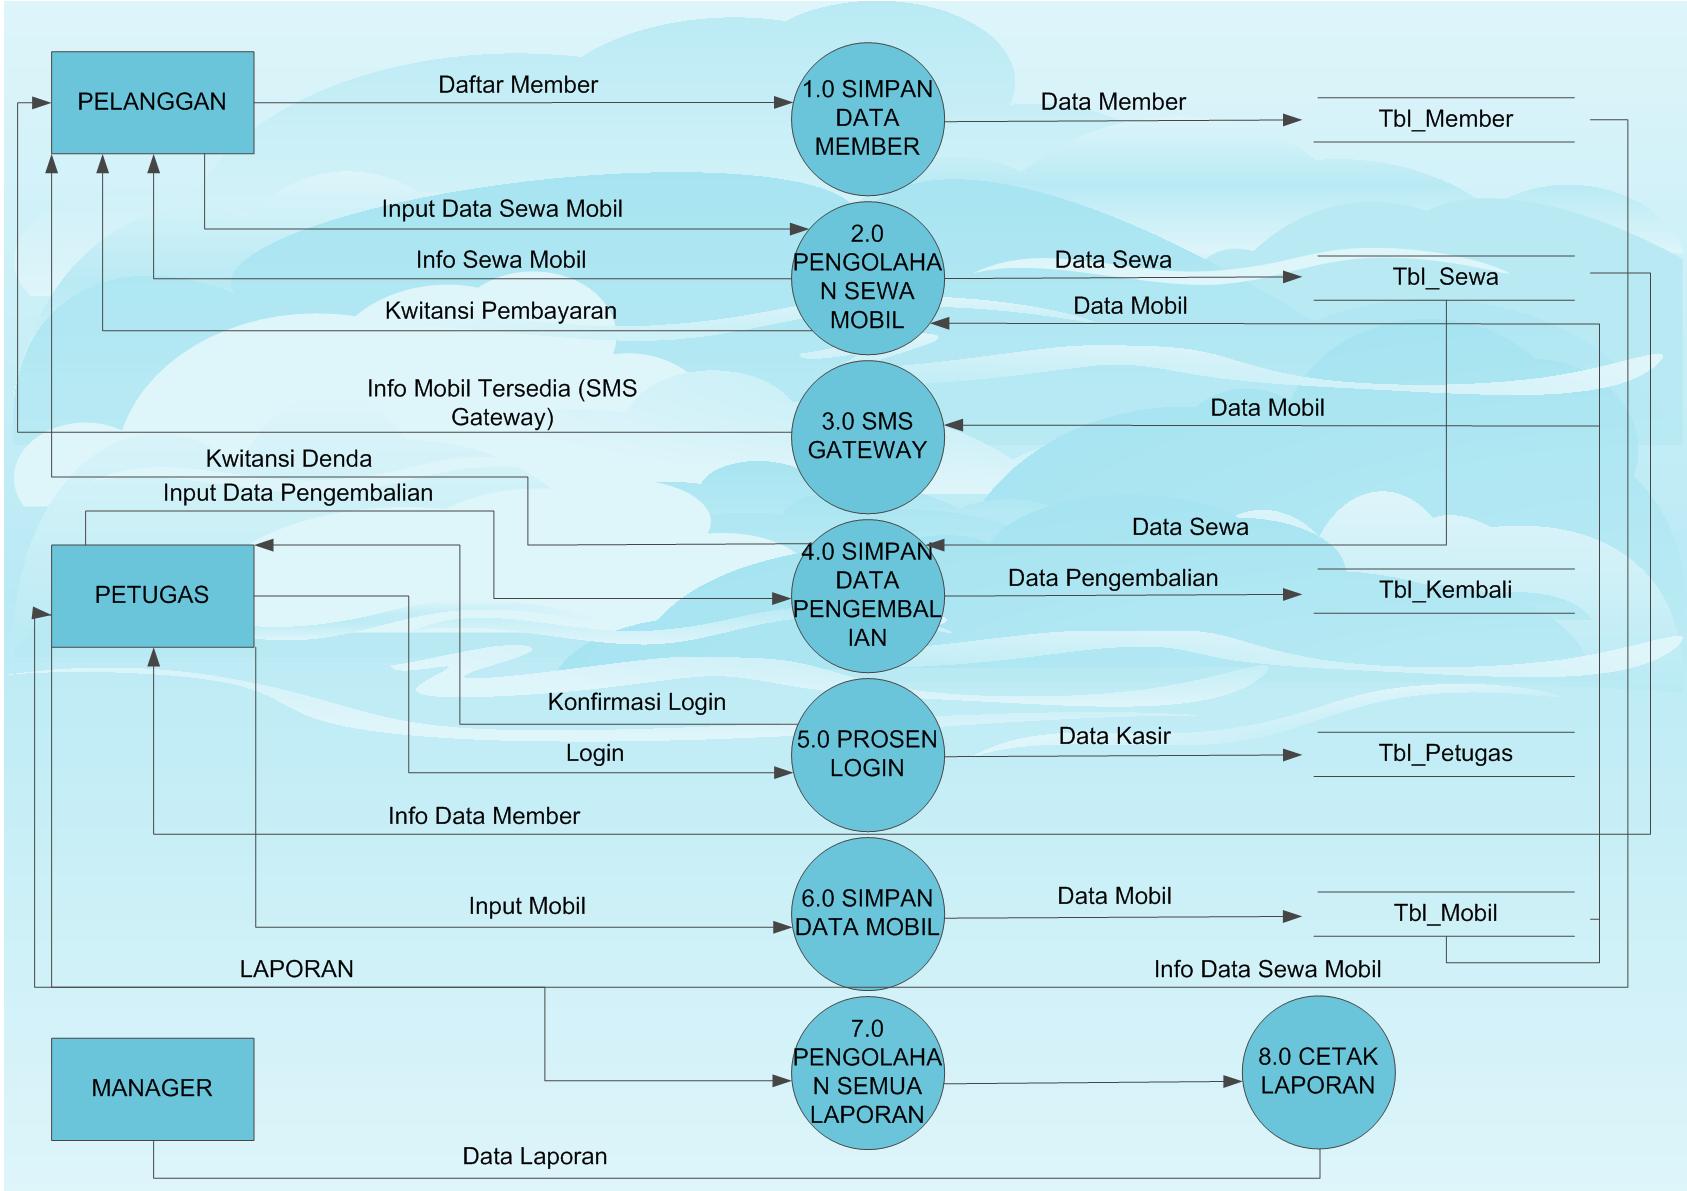 PELANGGAN
Daftar Member
1.0 SIMPAN
DATA
MEMBER
Data Member
Tbl_Member
Input Data Sewa Mobil
Info Sewa Mobil
Kwitansi Pembayaran
2.0
PENGOLAHA
N SEWA
MOBIL
Data Sewa
Tbl_Sewa
Data Mobil
Info Mobil Tersedia (SMS
Gateway)
3.0 SMS
GATEWAY
Data Mobil
Kwitansi Denda
Input Data Pengembalian
PETUGAS
4.0 SIMPAN
DATA
PENGEMBAL
IAN
Data Sewa
Data Pengembalian
Tbl_Kembali
Konfirmasi Login
Login
5.0 PROSEN
LOGIN
Data Kasir
Tbl_Petugas
Info Data Member
Input Mobil
6.0 SIMPAN
DATA MOBIL
Data Mobil
Tbl_Mobil
LAPORAN
Info Data Sewa Mobil
MANAGER
7.0
PENGOLAHA
N SEMUA
LAPORAN
8.0 CETAK
LAPORAN
Data Laporan